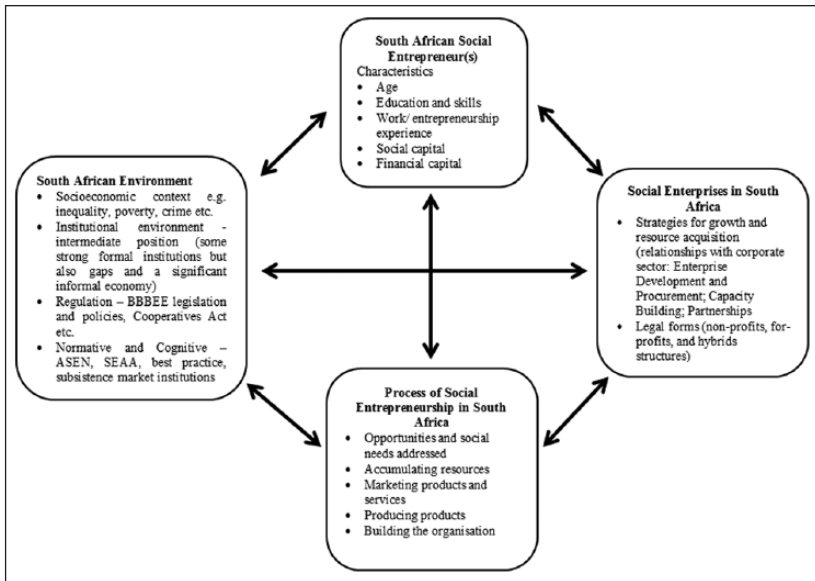 South African Social
Entrepreneur(s)
Characteristics
• Age
• Education and skills
• Work/ entrepreneurship
experience
• Social capital
• Financial capital
South African Environment
• Socioeconomic context e.g.
inequality, poverty, crime etc.
• Institutional environment -
intermediate position (some
strong formal institutions but
also gaps and a significant
informal economy)
• Regulation – BBBEE legislation
and policies, Cooperatives Act
etc.
• Normative and Cognitive –
ASEN, SEAA, best practice,
subsistence market institutions
Social Enterprises in South
Africa
• Strategies for growth and
resource acquisition
(relationships with corporate
sector: Enterprise
Development and
Procurement; Capacity
Building; Partnerships
• Legal forms (non-profits, for-
profits, and hybrids
structures)
Process of Social
Entrepreneurship in South
Africa
• Opportunities and social
needs addressed
• Accumulating resources
• Marketing products and
services
• Producing products
• Building the organisation